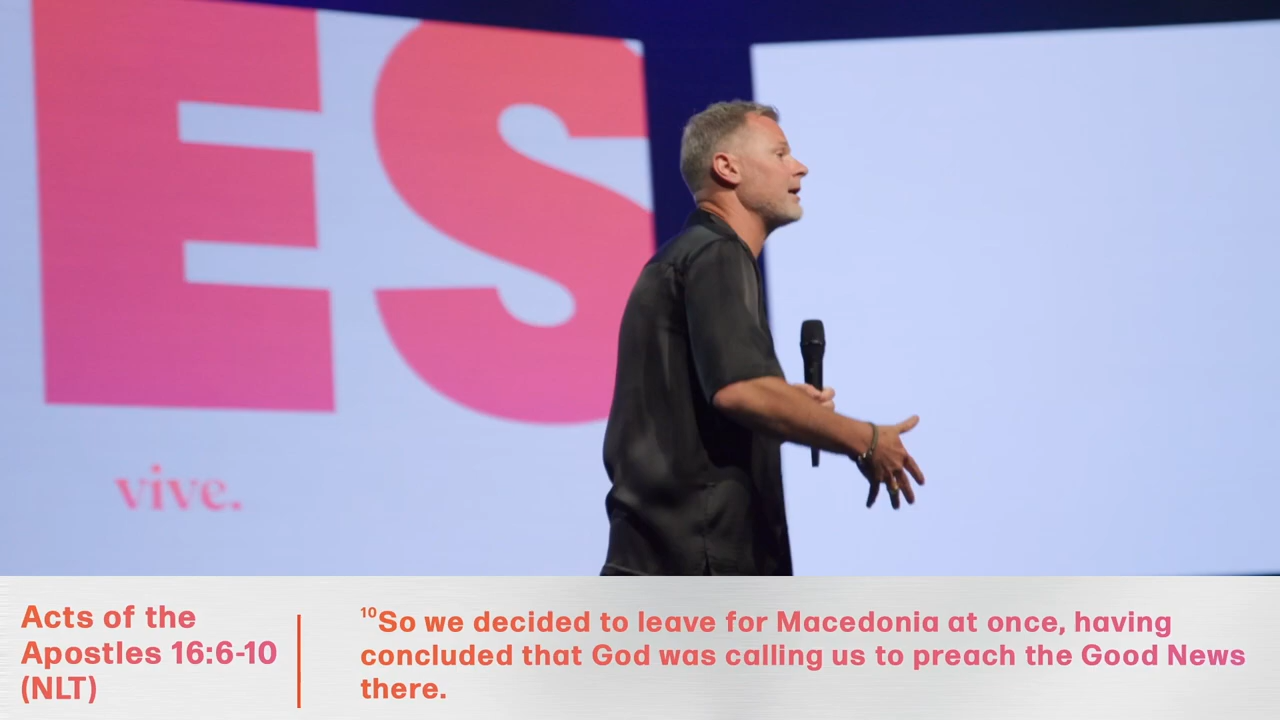 ES
vive.
Acts of the
Apostles 16:6-10
(NLT)
¹⁰So we decided to leave for Macedonia at once, having
concluded that God was calling us to preach the Good News
there.